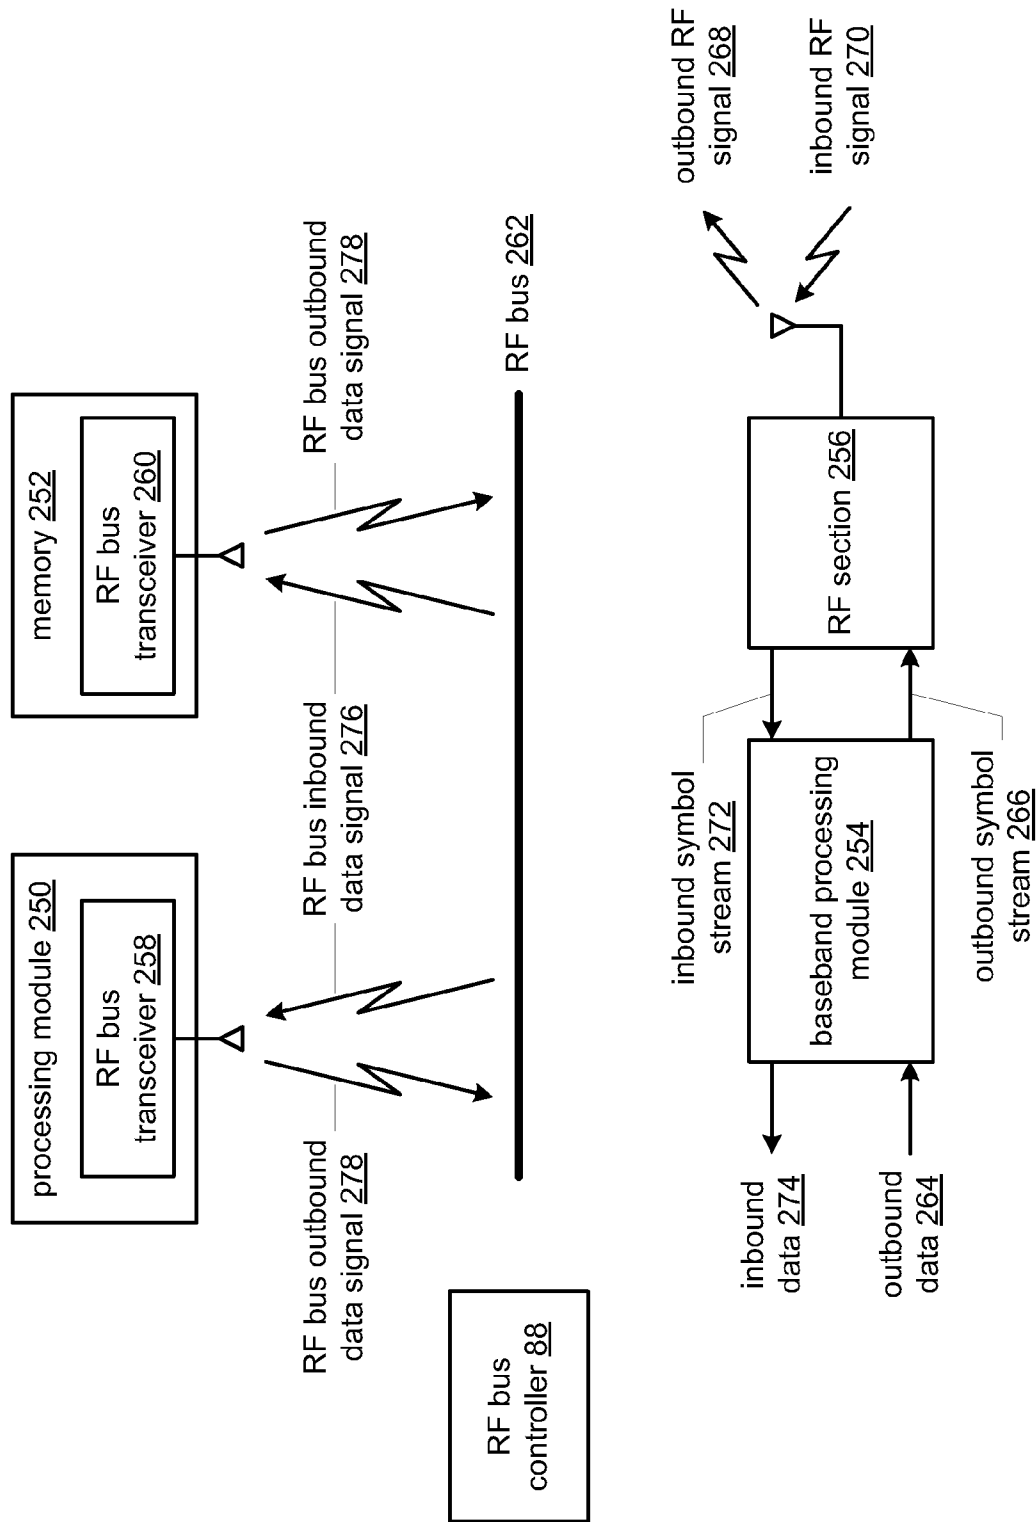 processing module 250
RF bus
transceiver 258
memory 252
RF bus
transceiver 260
RF bus outbound
data signal 278
RF bus inbound
data signal 276
RF bus outbound
data signal 278
RF bus controller 88
RF bus 262
inbound
data 274
outbound
data 264
inbound symbol
stream 272
baseband processing
module 254
outbound symbol
stream 266
RF section 256
outbound RF
signal 268
inbound RF
signal 270